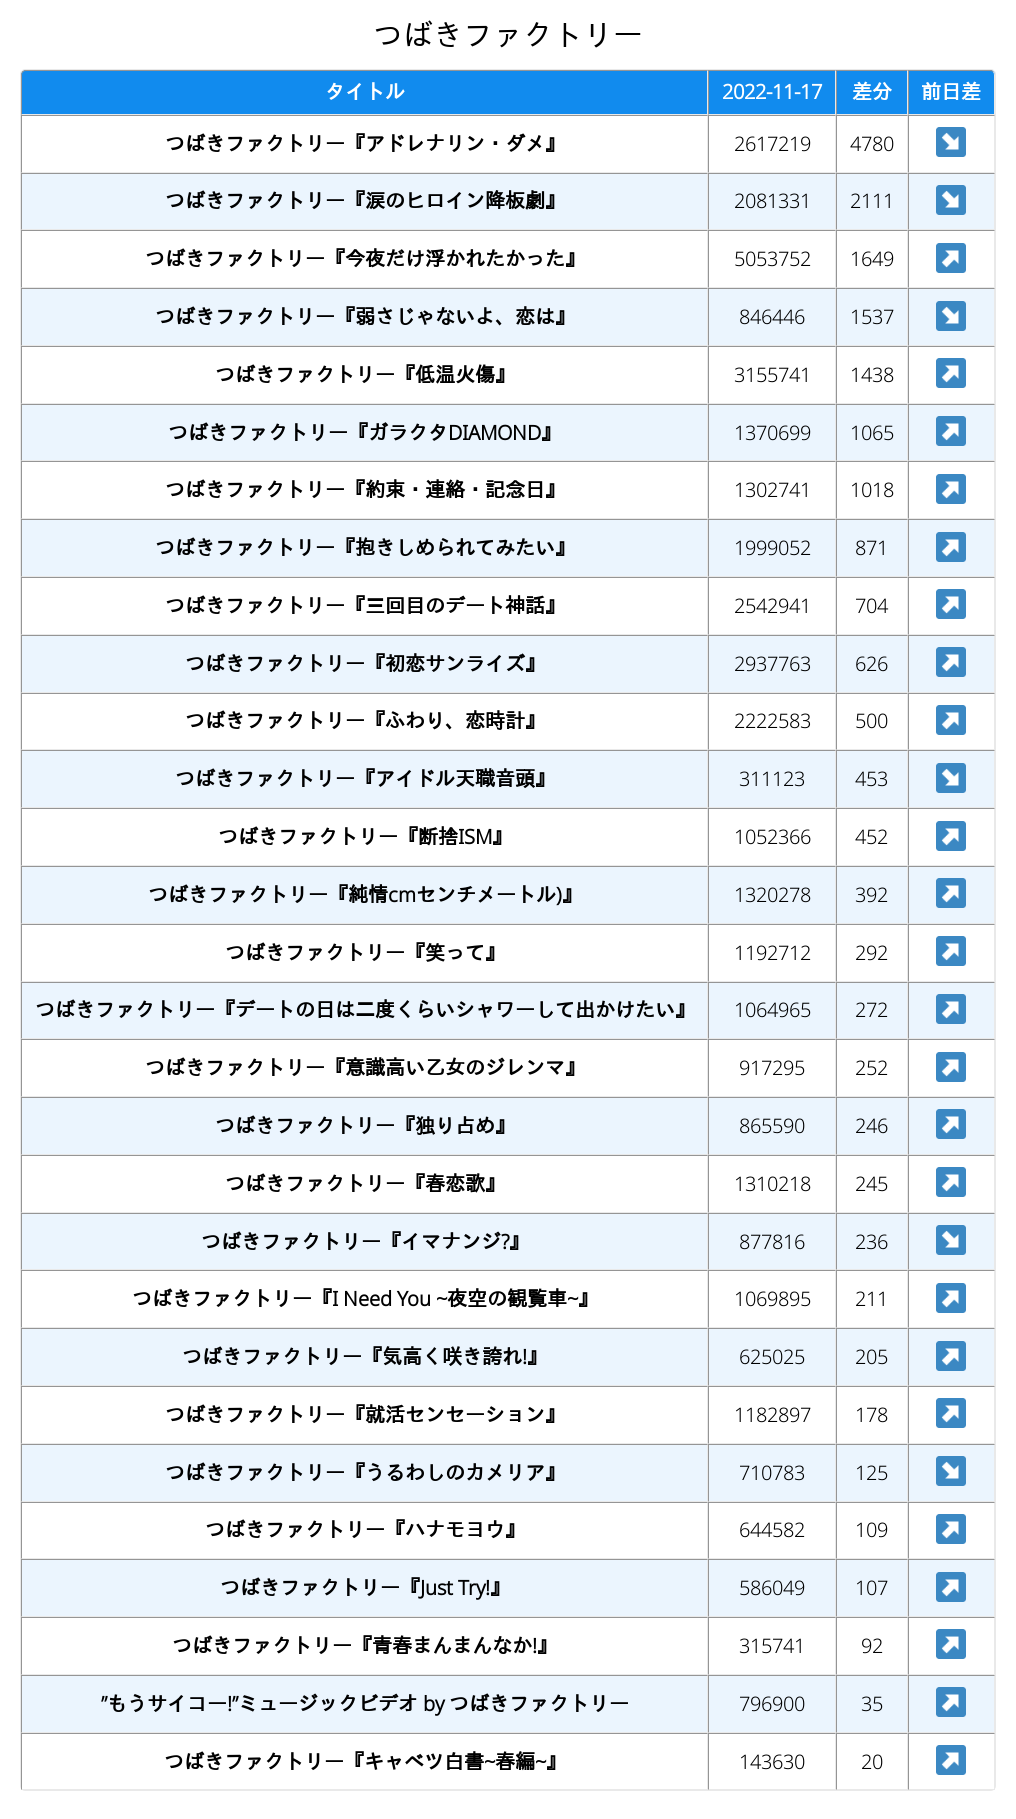 つばきファクトリー
タイトル 2022-11-17 差分 前日差
つばきファクトリー『アドレナリン・ダメ』 2617219 4780 ↘
つばきファクトリー『涙のヒロイン降板劇』 2081331 2111 ↘
つばきファクトリー『今夜だけ浮かれたかった』 5053752 1649 ↗
つばきファクトリー『弱さじゃないよ、恋は』 846446 1537 ↘
つばきファクトリー『低温火傷』 3155741 1438 ↗
つばきファクトリー『ガラクタDIAMOND』 1370699 1065 ↗
つばきファクトリー『約束・連絡・記念日』 1302741 1018 ↗
つばきファクトリー『抱きしめられてみたい』 1999052 871 ↗
つばきファクトリー『三回目のデート神話』 2542941 704 ↗
つばきファクトリー『初恋サンライズ』 2937763 626 ↗
つばきファクトリー『ふわり、恋時計』 2222583 500 ↗
つばきファクトリー『アイドル天職音頭』 311123 453 ↘
つばきファクトリー『断捨ISM』 1052366 452 ↗
つばきファクトリー『純情cmセンチメートル)』 1320278 392 ↗
つばきファクトリー『笑って』 1192712 292 ↗
つばきファクトリー『デートの日は二度くらいシャワーして出かけたい』 1064965 272 ↗
つばきファクトリー『意識高い乙女のジレンマ』 917295 252 ↗
つばきファクトリー『独り占め』 865590 246 ↗
つばきファクトリー『春恋歌』 1310218 245 ↗
つばきファクトリー『イマナンジ?』 877816 236 ↘
つばきファクトリー『I Need You ~夜空の観覧車~』 1069895 211 ↗
つばきファクトリー『気高く咲き誇れ!』 625025 205 ↗
つばきファクトリー『就活センセーション』 1182897 178 ↗
つばきファクトリー『うるわしのカメリア』 710783 125 ↘
つばきファクトリー『ハナモヨウ』 644582 109 ↗
つばきファクトリー『Just Try!』 586049 107 ↗
つばきファクトリー『青春まんまんなか!』 315741 92 ↗
”もうサイコー!”ミュージックビデオ by つばきファクトリー 796900 35 ↗
つばきファクトリー『キャベツ白書~春編~』 143630 20 ↗